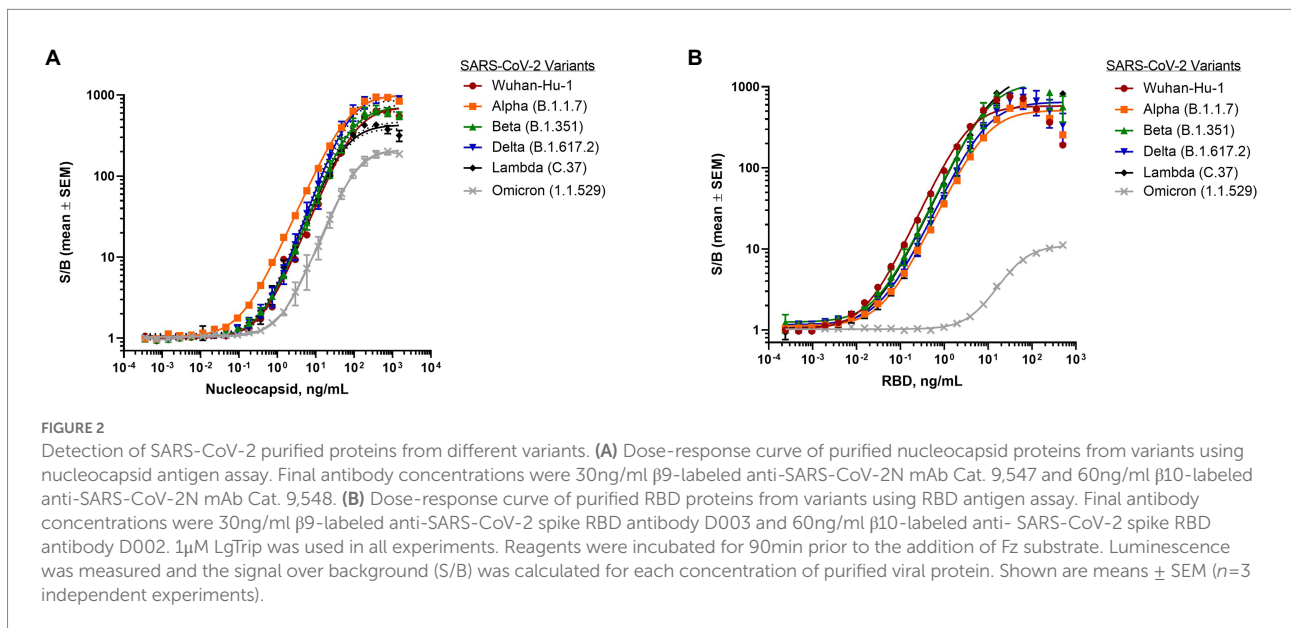 A
SARS-CoV-2 Variants
Wuhan-Hu-1
Alpha (B.1.1.7)
Beta (B.1.351)
Delta (B.1.617.2)
Lambda (C.37)
Omicron (1.1.529)
S/B (mean ± SEM)
1000
100
10
1
10-4 10-3 10-2 10-1 100 101 102 103 104
Nucleocapsid, ng/mL
B
SARS-CoV-2 Variants
Wuhan-Hu-1
Alpha (B.1.1.7)
Beta (B.1.351)
Delta (B.1.617.2)
Lambda (C.37)
Omicron (1.1.529)
S/B (mean ± SEM)
1000
100
10
1
10-4 10-3 10-2 10-1 100 101 102 103
RBD, ng/mL
FIGURE 2
Detection of SARS-CoV-2 purified proteins from different variants. (A) Dose-response curve of purified nucleocapsid proteins from variants using
nucleocapsid antigen assay. Final antibody concentrations were 30ng/ml β9-labeled anti-SARS-CoV-2N mAb Cat. 9,547 and 60ng/ml β10-labeled
anti-SARS-CoV-2N mAb Cat. 9,548. (B) Dose-response curve of purified RBD proteins from variants using RBD antigen assay. Final antibody
concentrations were 30ng/ml β9-labeled anti-SARS-CoV-2 spike RBD antibody D003 and 60ng/ml β10-labeled anti- SARS-CoV-2 spike RBD
antibody D002. 1μM LgTrip was used in all experiments. Reagents were incubated for 90min prior to the addition of Fz substrate. Luminescence
was measured and the signal over background (S/B) was calculated for each concentration of purified viral protein. Shown are means ± SEM (n=3
independent experiments).